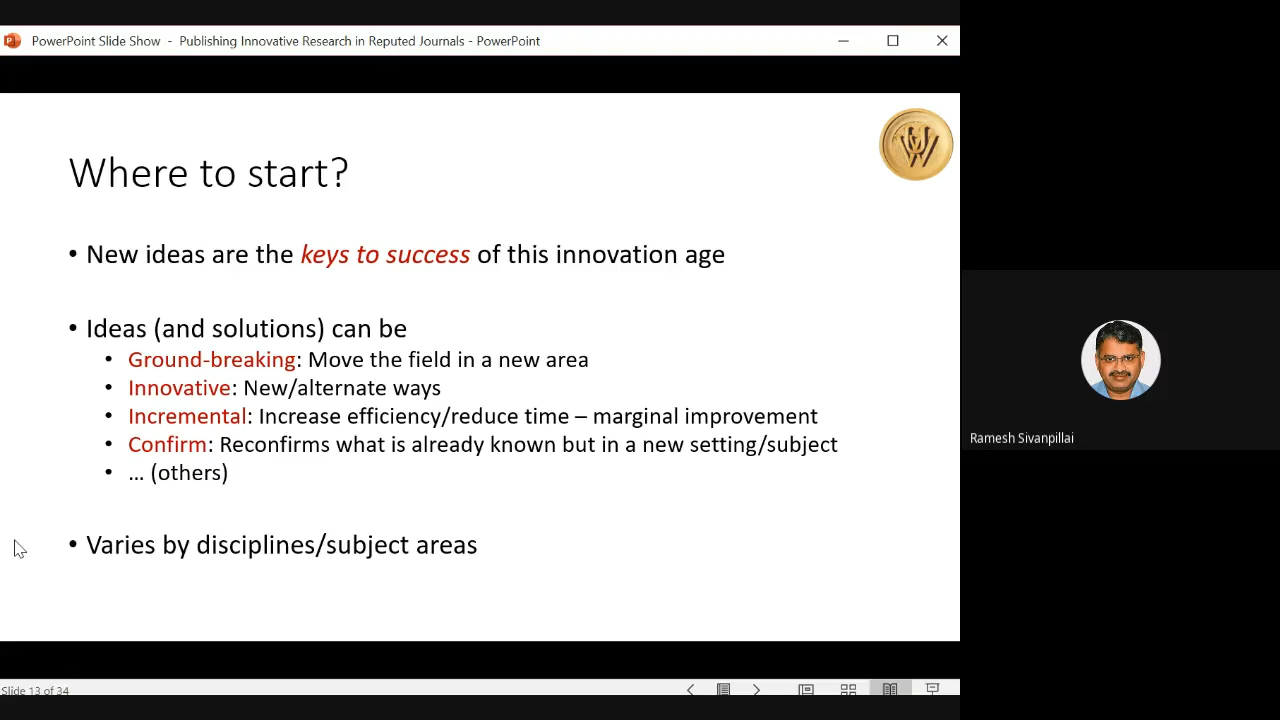 PowerPoint Slide Show - Publishing Innovative Research in Reputed Journals - PowerPoint
Where to start?
• New ideas are the keys to success of this innovation age
• Ideas (and solutions) can be
• Ground-breaking: Move the field in a new area
• Innovative: New/alternate ways
• Incremental: Increase efficiency/reduce time – marginal improvement
• Confirm: Reconfirms what is already known but in a new setting/subject
• ... (others)
• Varies by disciplines/subject areas
Ramesh Sivanpillai
Slide 13 of 34